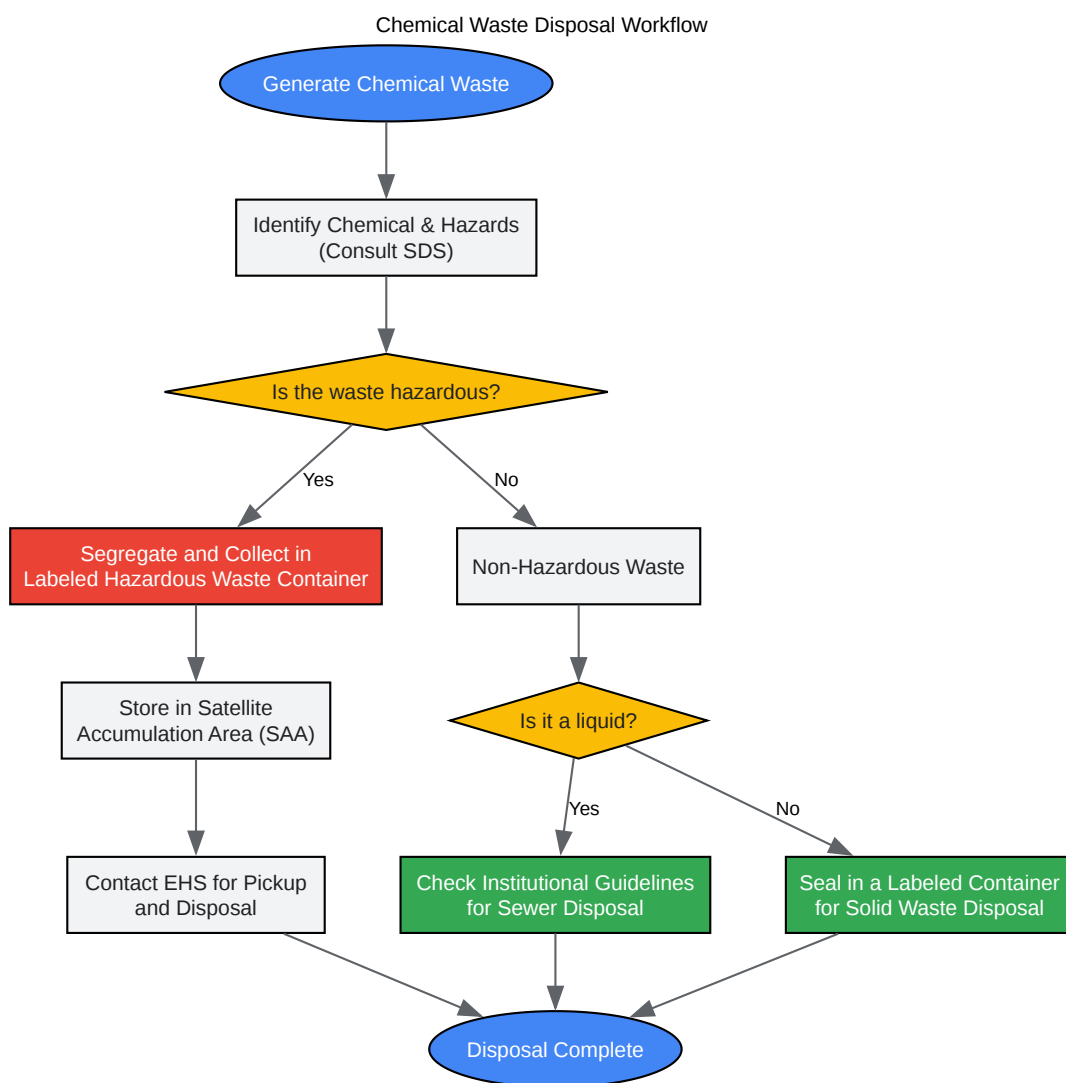 Chemical Waste Disposal Workflow
Generate Chemical Waste
Identify Chemical & Hazards
(Consult SDS)
Is the waste hazardous?
Yes
No
Segregate and Collect in
Labeled Hazardous Waste Container
Non-Hazardous Waste
Store in Satellite
Accumulation Area (SAA)
Is it a liquid?
Yes
No
Contact EHS for Pickup
and Disposal
Check Institutional Guidelines
for Sewer Disposal
Seal in a Labeled Container
for Solid Waste Disposal
Disposal Complete